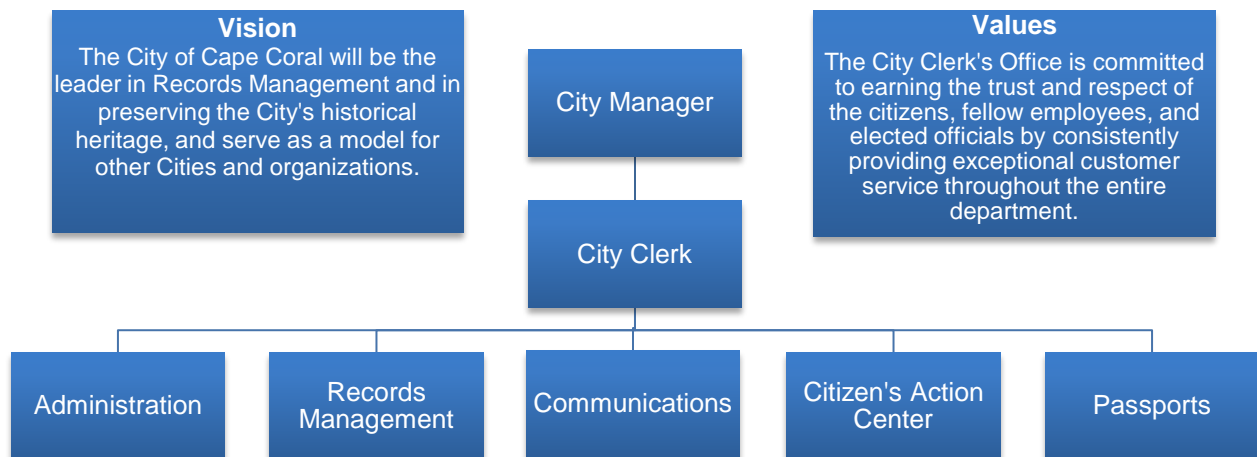 Vision
The City of Cape Coral will be the
leader in Records Management and in
preserving the City's historical
heritage, and serve as a model for
other Cities and organizations.
City Manager
Values
The City Clerk's Office is committed
to earning the trust and respect of
the citizens, fellow employees, and
elected officials by consistently
providing exceptional customer
service throughout the entire
department.
City Clerk
Administration
Records
Management
Communications
Citizen's Action
Center
Passports